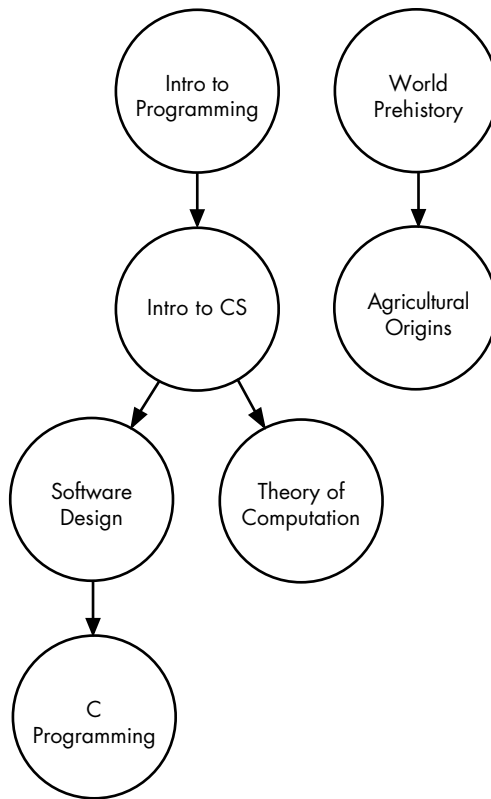 Intro to
Programming
World
Prehistory
Intro to CS
Agricultural
Origins
Software
Design
Theory of
Computation
C
Programming